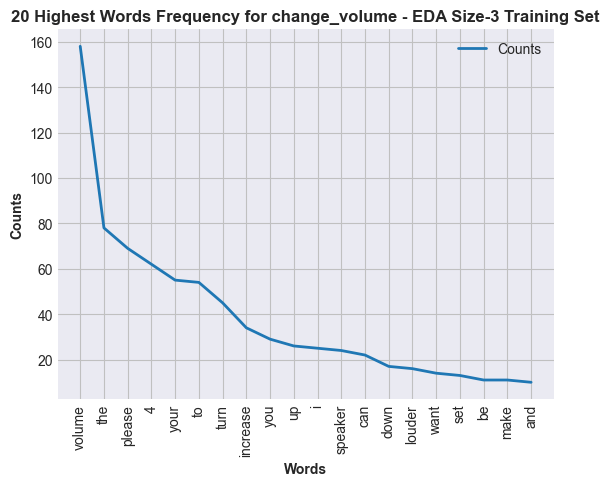 20 Highest Words Frequency for change_volume - EDA Size-3 Training Set
Counts
160
140
120
100
80
60
40
20
Counts
volume
the
please
4
your
to
turn
increase
you
up
i
speaker
can
down
louder
want
set
be
make
and
Words